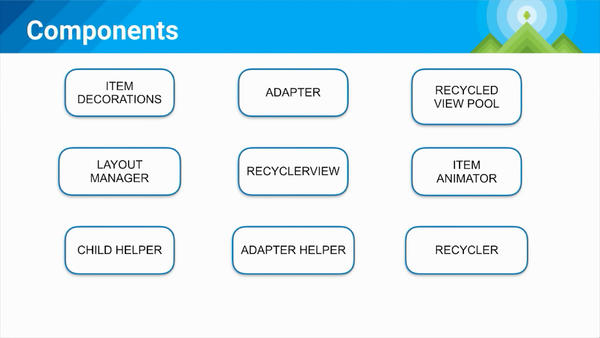 Components
ITEM
DECORATIONS
ADAPTER
RECYCLED
VIEW POOL
LAYOUT
MANAGER
RECYCLERVIEW
ITEM
ANIMATOR
CHILD HELPER
ADAPTER HELPER
RECYCLER